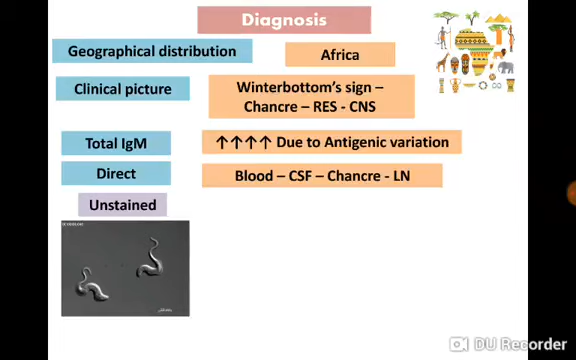 Diagnosis
Geographical distribution
Africa
Clinical picture
Winterbottom's sign –
Chancre – RES - CNS
Total IgM
↑↑↑↑ Due to Antigenic variation
Direct
Blood – CSF – Chancre - LN
Unstained
DU Recorder